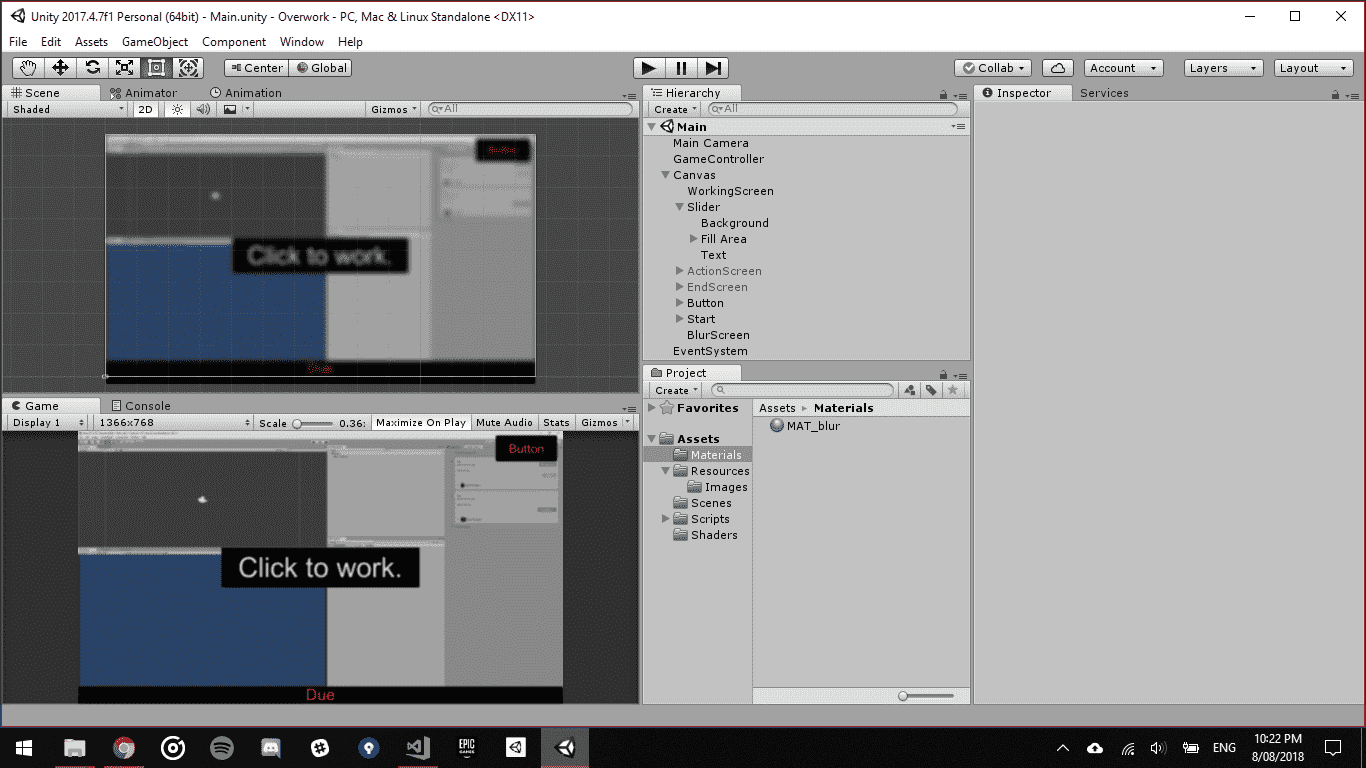 Unity 2017.4.7f1 Personal (64bit) - Main.unity - Overwork - PC, Mac & Linux Standalone <DX11>
File Edit Assets GameObject Component Window Help
Center Global Collab Account Layers Layout
Scene Animator Animation
Shaded 2D Gizmos All
Click to work.
Game Console
Display 1 1366x768 Scale 0.36: Maximize On Play Mute Audio Stats Gizmos
Button
Click to work.
Due
Hierarchy
Create All
Main
Main Camera
GameController
Canvas
WorkingScreen
Slider
Background
Fill Area
Text
ActionScreen
EndScreen
Button
Start
BlurScreen
EventSystem
Project
Create
Favorites
Assets
Materials
Resources
Images
Scenes
Scripts
Shaders
Assets Materials
MAT_blur
Inspector Services
EPIC GAMES
ENG
10:22 PM
8/08/2018